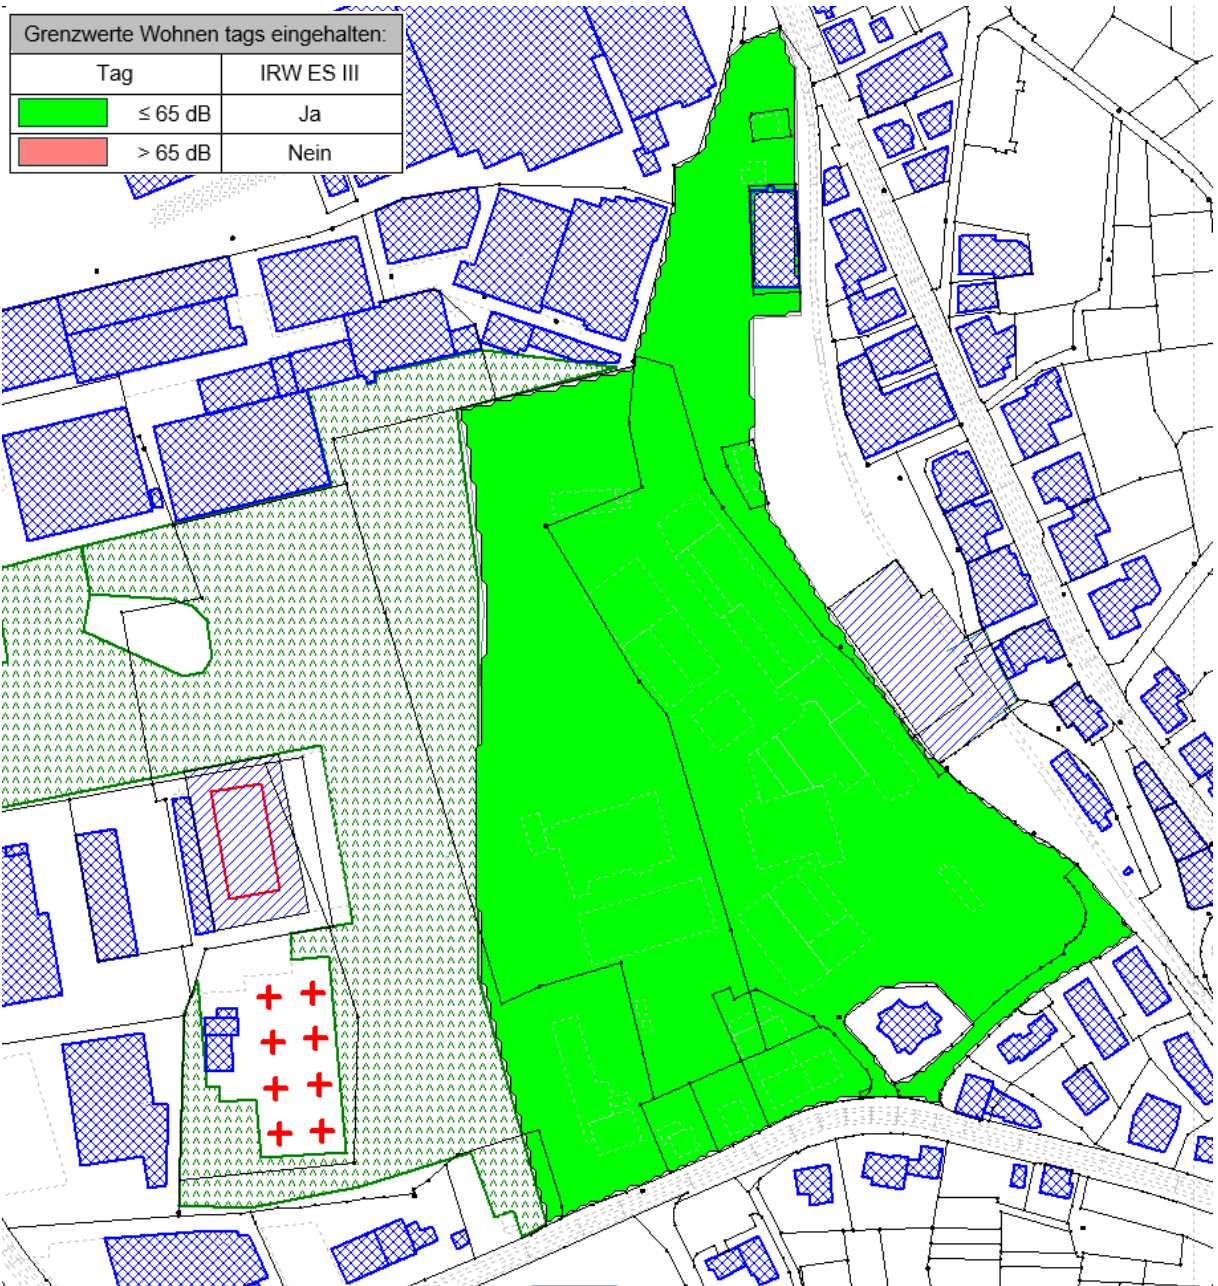 Grenzwerte Wohnen tags eingehalten:
Tag IRW ES III
≤ 65 dB Ja
> 65 dB Nein